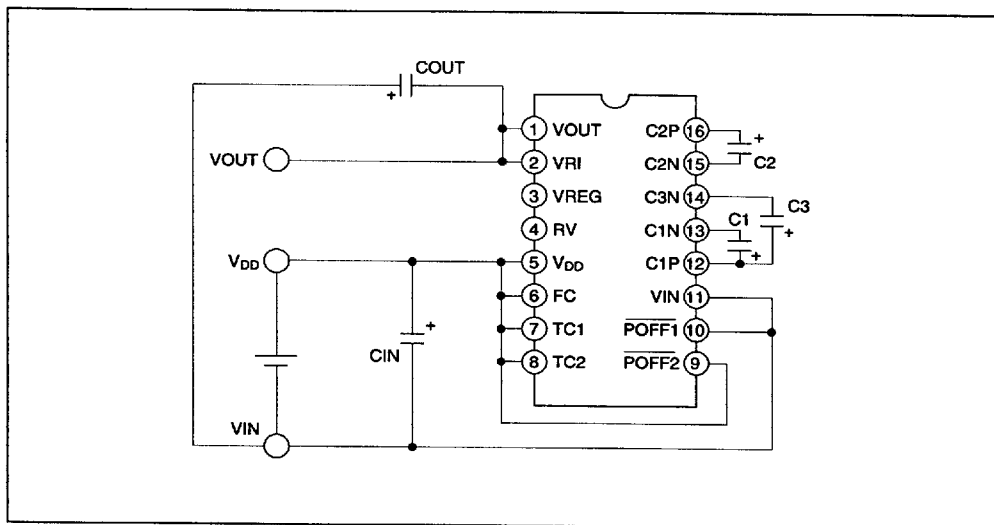 COUT
+
VOUT
VDD
+
CIN
VIN
1 VOUT
2 VRI
3 VREG
4 RV
5 VDD
6 FC
7 TC1
8 TC2
C2P 16
C2N 15
C3N 14
C1N 13
C1P 12
VIN 11
POFF1 10
POFF2 9
+
C2
C3
+
C1
+